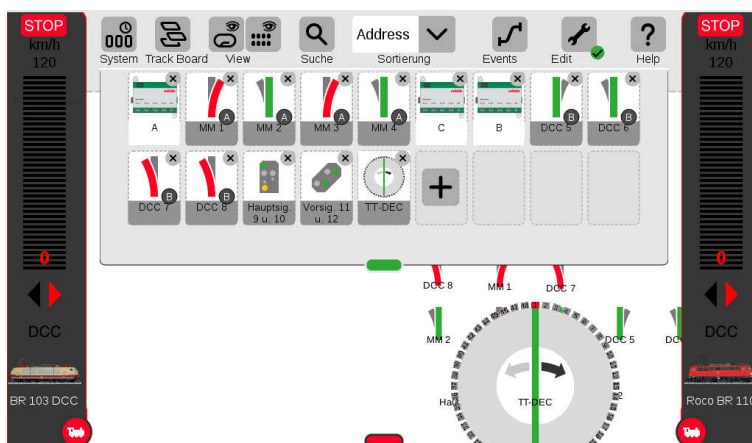 STOP
km/h
120
0
DCC
BR 103 DCC
System
Track Board
View
Suche
Address
Sortierung
Events
Edit
?
Help
A
MM 1
A
MM 2
A
MM 3
A
MM 4
A
C
B
DCC 5
B
DCC 6
B
DCC 7
B
DCC 8
B
Hauptsig.
9 u. 10
Vorsig. 11
u. 12
TT-DEC
DCC 8
MM 1
DCC 7
MM 2
DCC 5
DC
Hau
TT-DEC
2
STOP
km/h
120
0
DCC
Roco BR 110